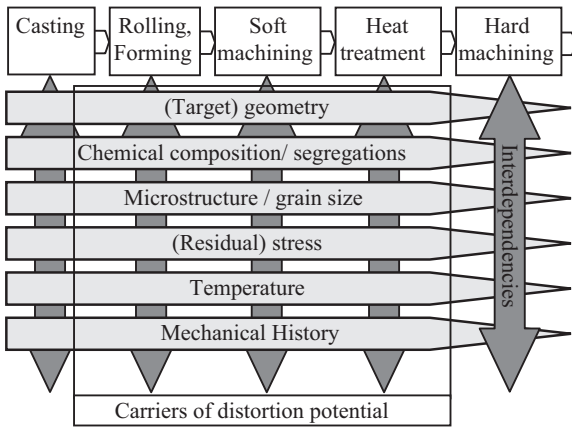 Casting
Rolling,
Forming
Soft
machining
Heat
treatment
Hard
machining
(Target) geometry
Chemical composition/ segregations
Microstructure / grain size
(Residual) stress
Temperature
Mechanical History
Interdependencies
Carriers of distortion potential